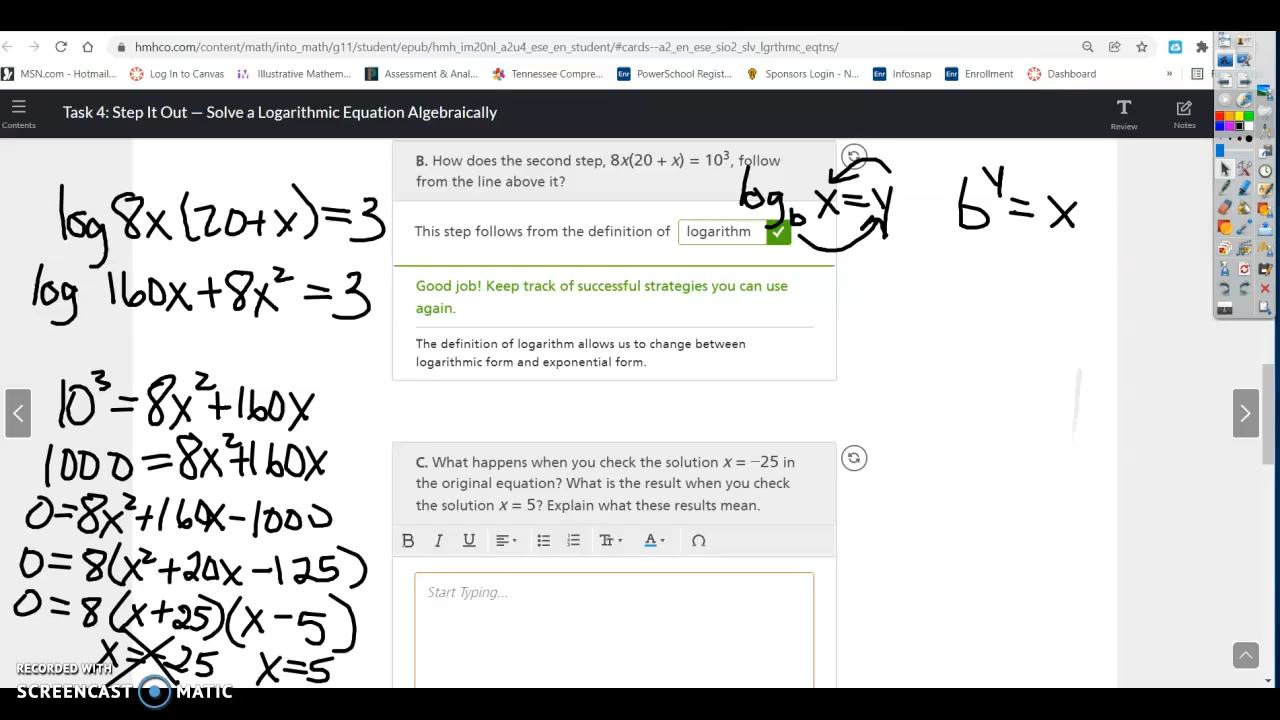 hmhco.com/content/math/into_math/g11/student/epub/hmh_im20nl_a2u4_ese_en_student/#cards--a2_en_ese_sio2_slv_lgrthmc_eqtns/
MSN.com - Hotmail... Log In to Canvas Illustrative Mathem... Assessment & Anal... Tennessee Compre... PowerSchool Regist... Sponsors Login - N... Infosnap Enrollment Dashboard »
Contents
Task 4: Step It Out — Solve a Logarithmic Equation Algebraically
Review
Notes
B. How does the second step, 8x(20 + x) = 10³, follow
from the line above it?
This step follows from the definition of logarithm
Good job! Keep track of successful strategies you can use
again.
The definition of logarithm allows us to change between
logarithmic form and exponential form.
log_b x = y
b^y = x
log 8x(20+x) = 3
log 160x + 8x² = 3
10³ = 8x² + 160x
1000 = 8x² + 160x
0 = 8x² + 160x - 1000
0 = 8(x² + 20x - 125)
0 = 8(x + 25)(x - 5)
x = -25 x = 5
C. What happens when you check the solution x = −25 in
the original equation? What is the result when you check
the solution x = 5? Explain what these results mean.
B I U Tr A Ω
Start Typing...
RECORDED WITH
SCREENCAST MATIC